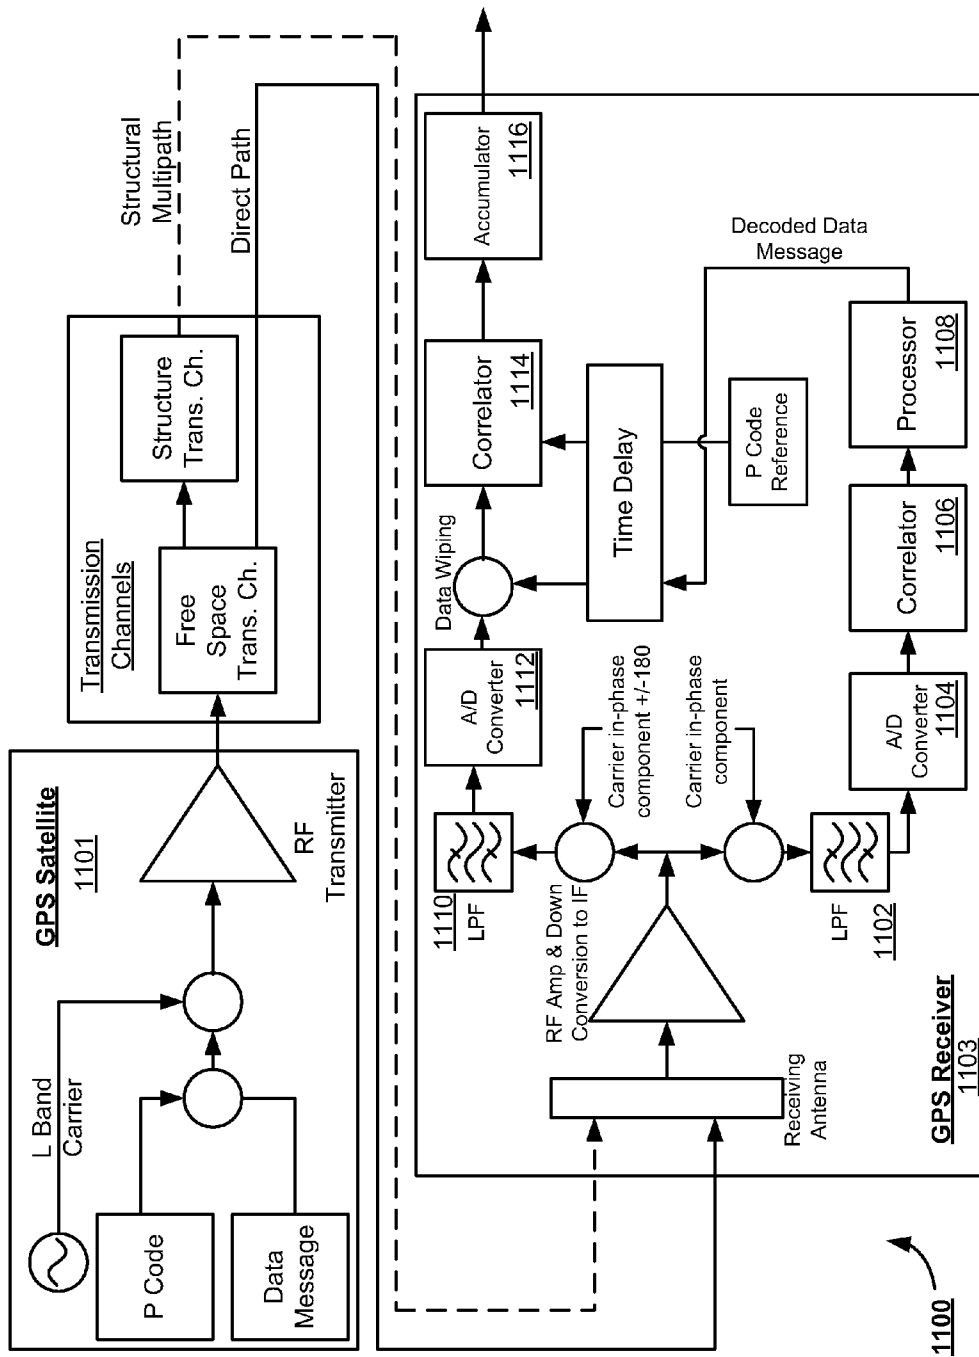 L Band
Carrier
P Code
Data
Message
GPS Satellite
1101
RF
Transmitter
Transmission
Channels
Free
Space
Trans. Ch.
Structure
Trans. Ch.
Structural
Multipath
Direct Path
Receiving
Antenna
RF Amp & Down
Conversion to IF
1110
LPF
Carrier in-phase
component +/-180
Carrier in-phase
component
LPF
1102
A/D
Converter
1112
Data Wiping
Correlator
1114
Accumulator
1116
Time Delay
P Code
Reference
Decoded Data
Message
A/D
Converter
1104
Correlator
1106
Processor
1108
GPS Receiver
1103
1100